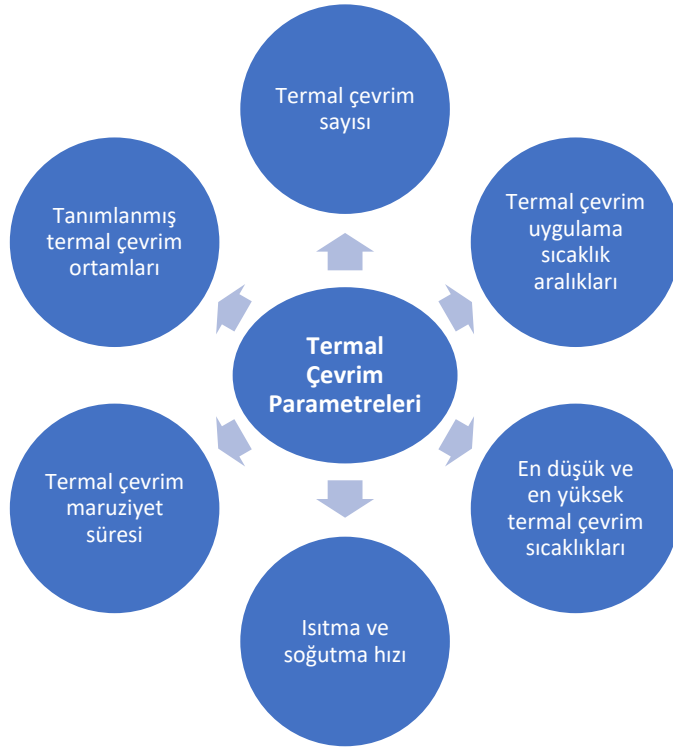 Termal çevrim
sayısı
Termal çevrim
uygulama
sıcaklık
aralıkları
En düşük ve
en yüksek
termal çevrim
sıcaklıkları
Isıtma ve
soğutma hızı
Termal çevrim
maruziyet
süresi
Tanımlanmış
termal çevrim
ortamları
Termal
Çevrim
Parametreleri